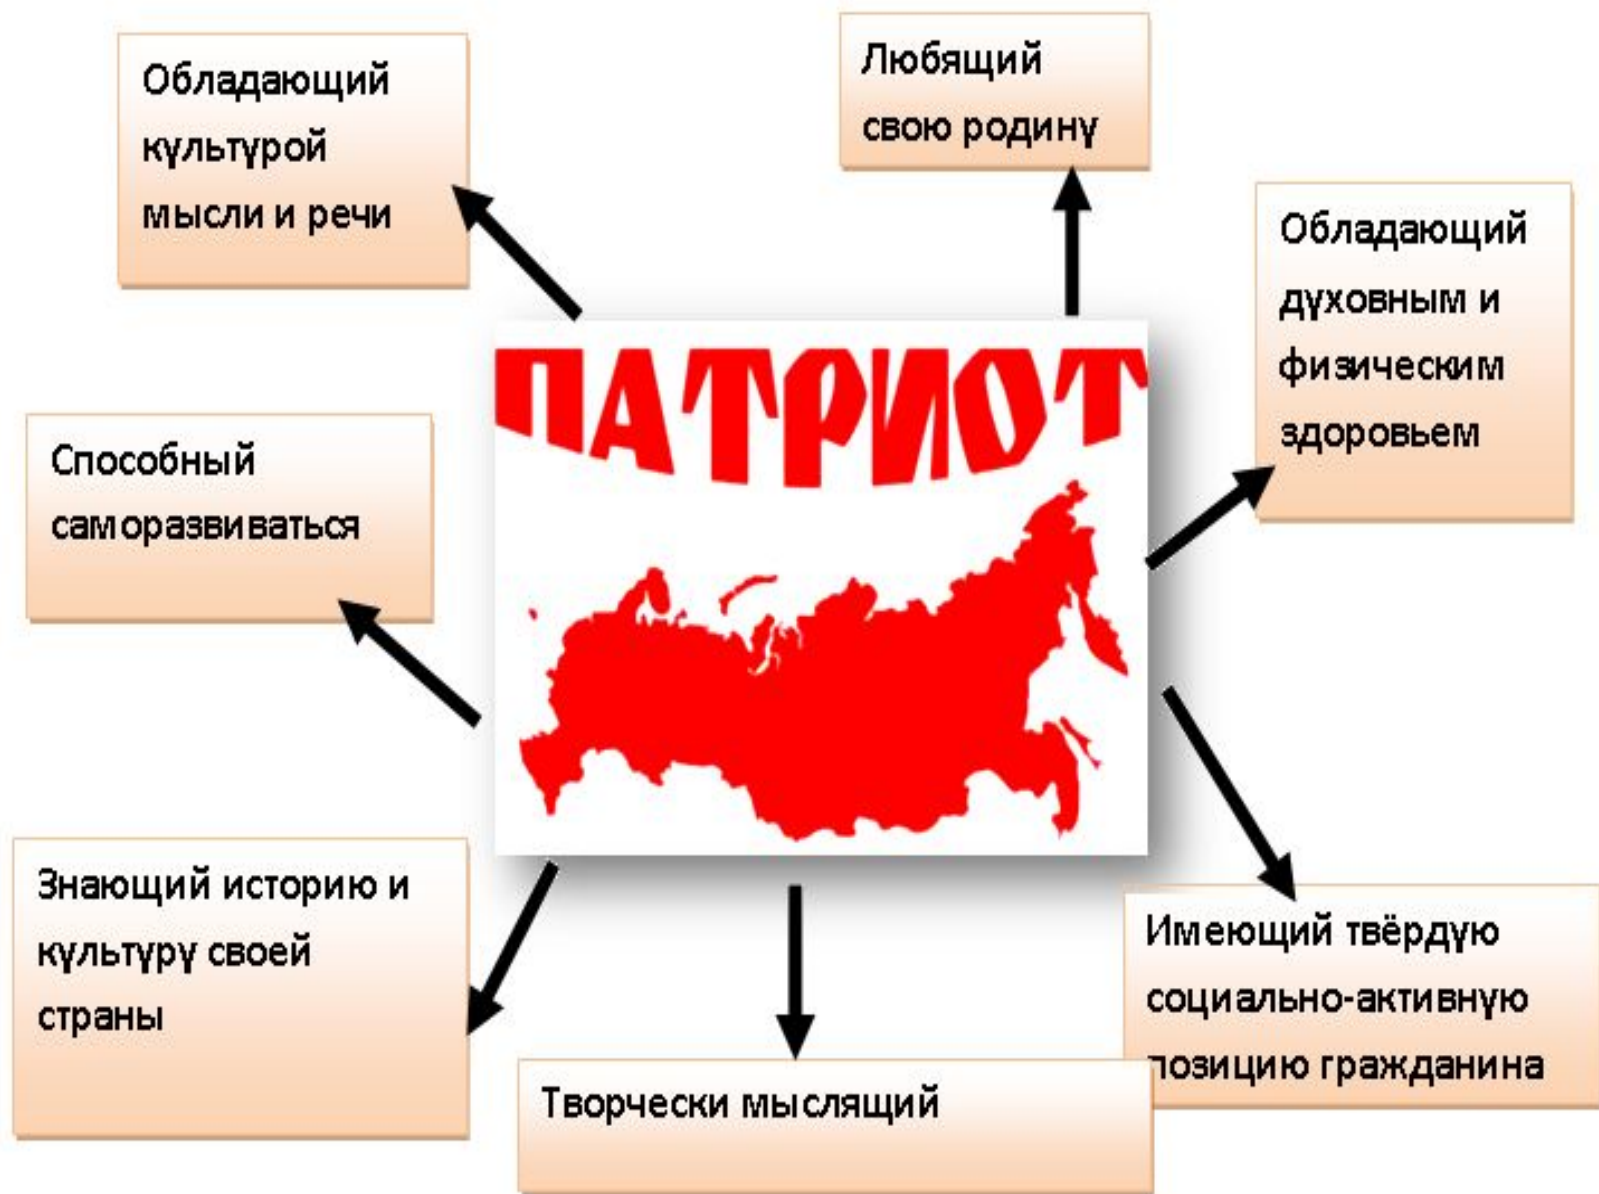 Обладающий
культурой
мысли и речи
Любящий
свою родину
Обладающий
духовным и
физическим
здоровьем
ПАТРИОТ
Способный
саморазвиваться
Знающий историю и
культуру своей
страны
Имеющий твёрдую
социально-активную
позицию гражданина
Творчески мыслящий